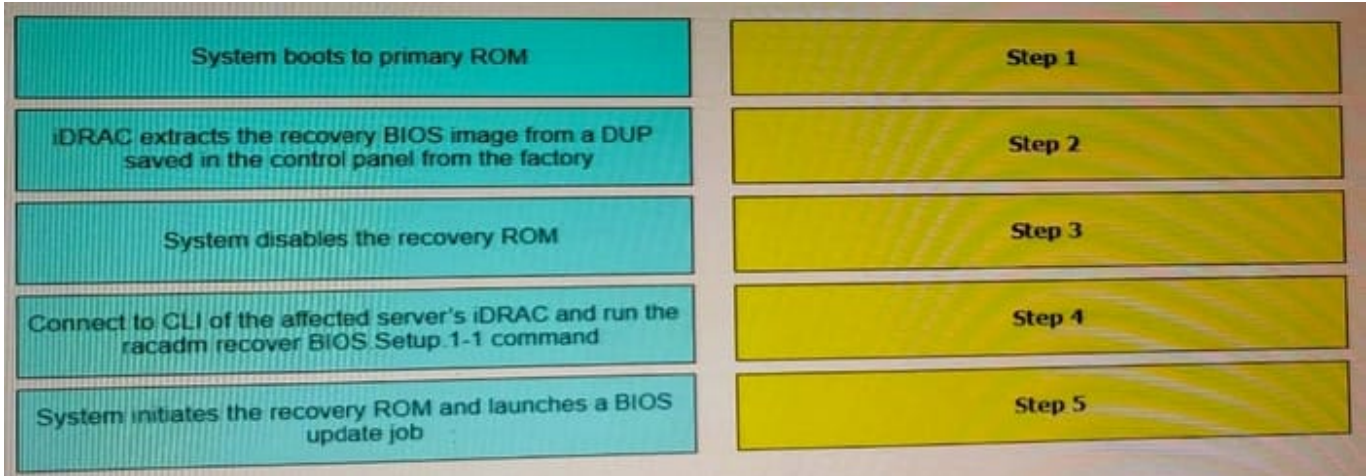 System boots to primary ROM
Step 1
iDRAC extracts the recovery BIOS image from a DUP
saved in the control panel from the factory
Step 2
System disables the recovery ROM
Step 3
Connect to CLI of the affected server's iDRAC and run the
racadm recover BIOS.Setup.1-1 command
Step 4
System initiates the recovery ROM and launches a BIOS
update job
Step 5